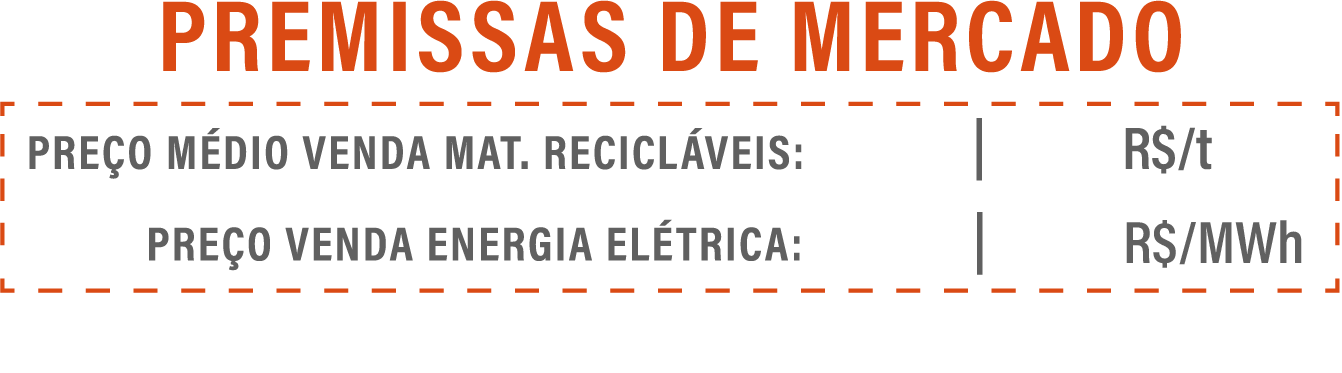 PREMISSAS DE MERCADO
PREÇO MÉDIO VENDA MAT. RECICLÁVEIS: | R$/t
PREÇO VENDA ENERGIA ELÉTRICA: | R$/MWh